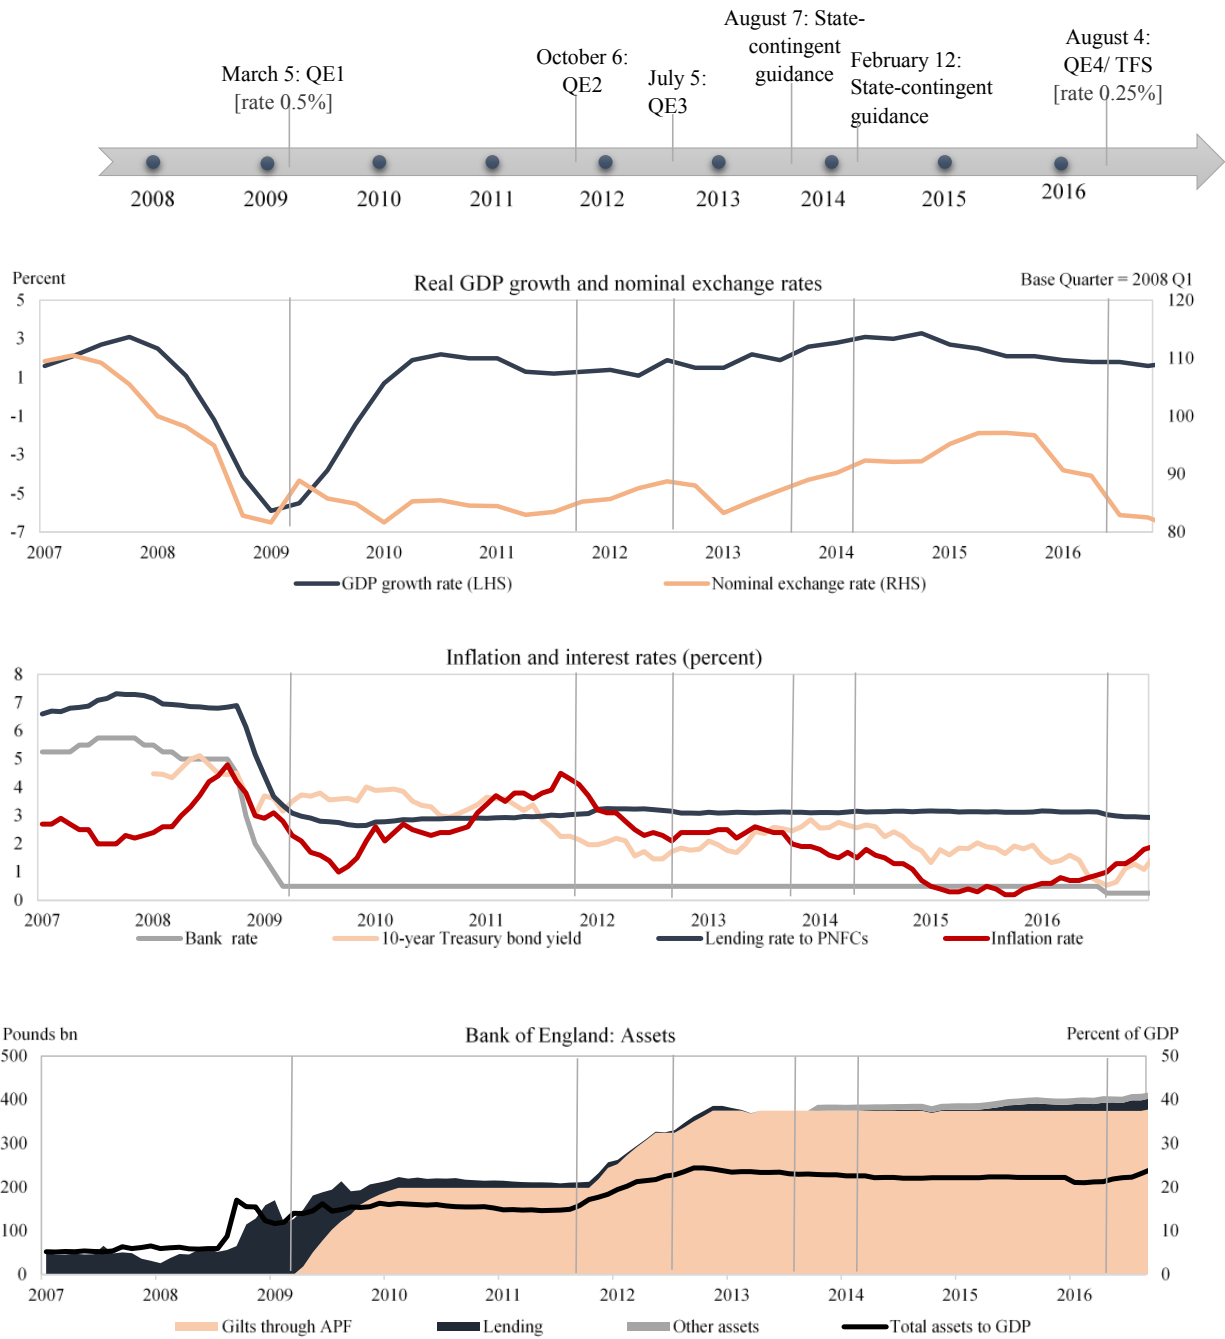 August 7: State-
contingent
guidance
March 5: QE1
[rate 0.5%]
October 6:
QE2
July 5:
QE3
February 12:
State-contingent
guidance
August 4:
QE4/ TFS
[rate 0.25%]
2008 2009 2010 2011 2012 2013 2014 2015 2016
Percent
Real GDP growth and nominal exchange rates
Base Quarter = 2008 Q1
5 120
3
1 110
-1 100
-3
90
-5
-7 80
2007 2008 2009 2010 2011 2012 2013 2014 2015 2016
GDP growth rate (LHS) Nominal exchange rate (RHS)
Inflation and interest rates (percent)
8
7
6
5
4
3
2
1
0
2007 2008 2009 2010 2011 2012 2013 2014 2015 2016
Bank rate 10-year Treasury bond yield Lending rate to PNFCs Inflation rate
Pounds bn
Bank of England: Assets
Percent of GDP
500 50
400 40
300 30
200 20
100 10
0 0
2007 2008 2009 2010 2011 2012 2013 2014 2015 2016
Gilts through APF Lending Other assets Total assets to GDP